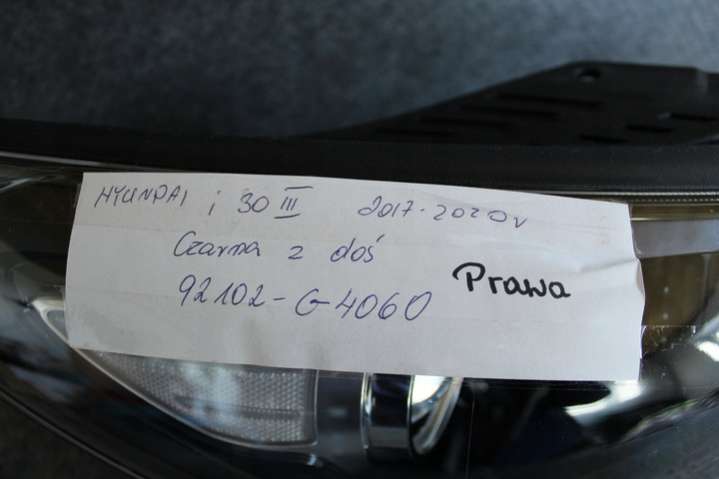 HYUNDAI i 30 III 2017-2020r
Czarna z doś
92102-G4060
Prawa